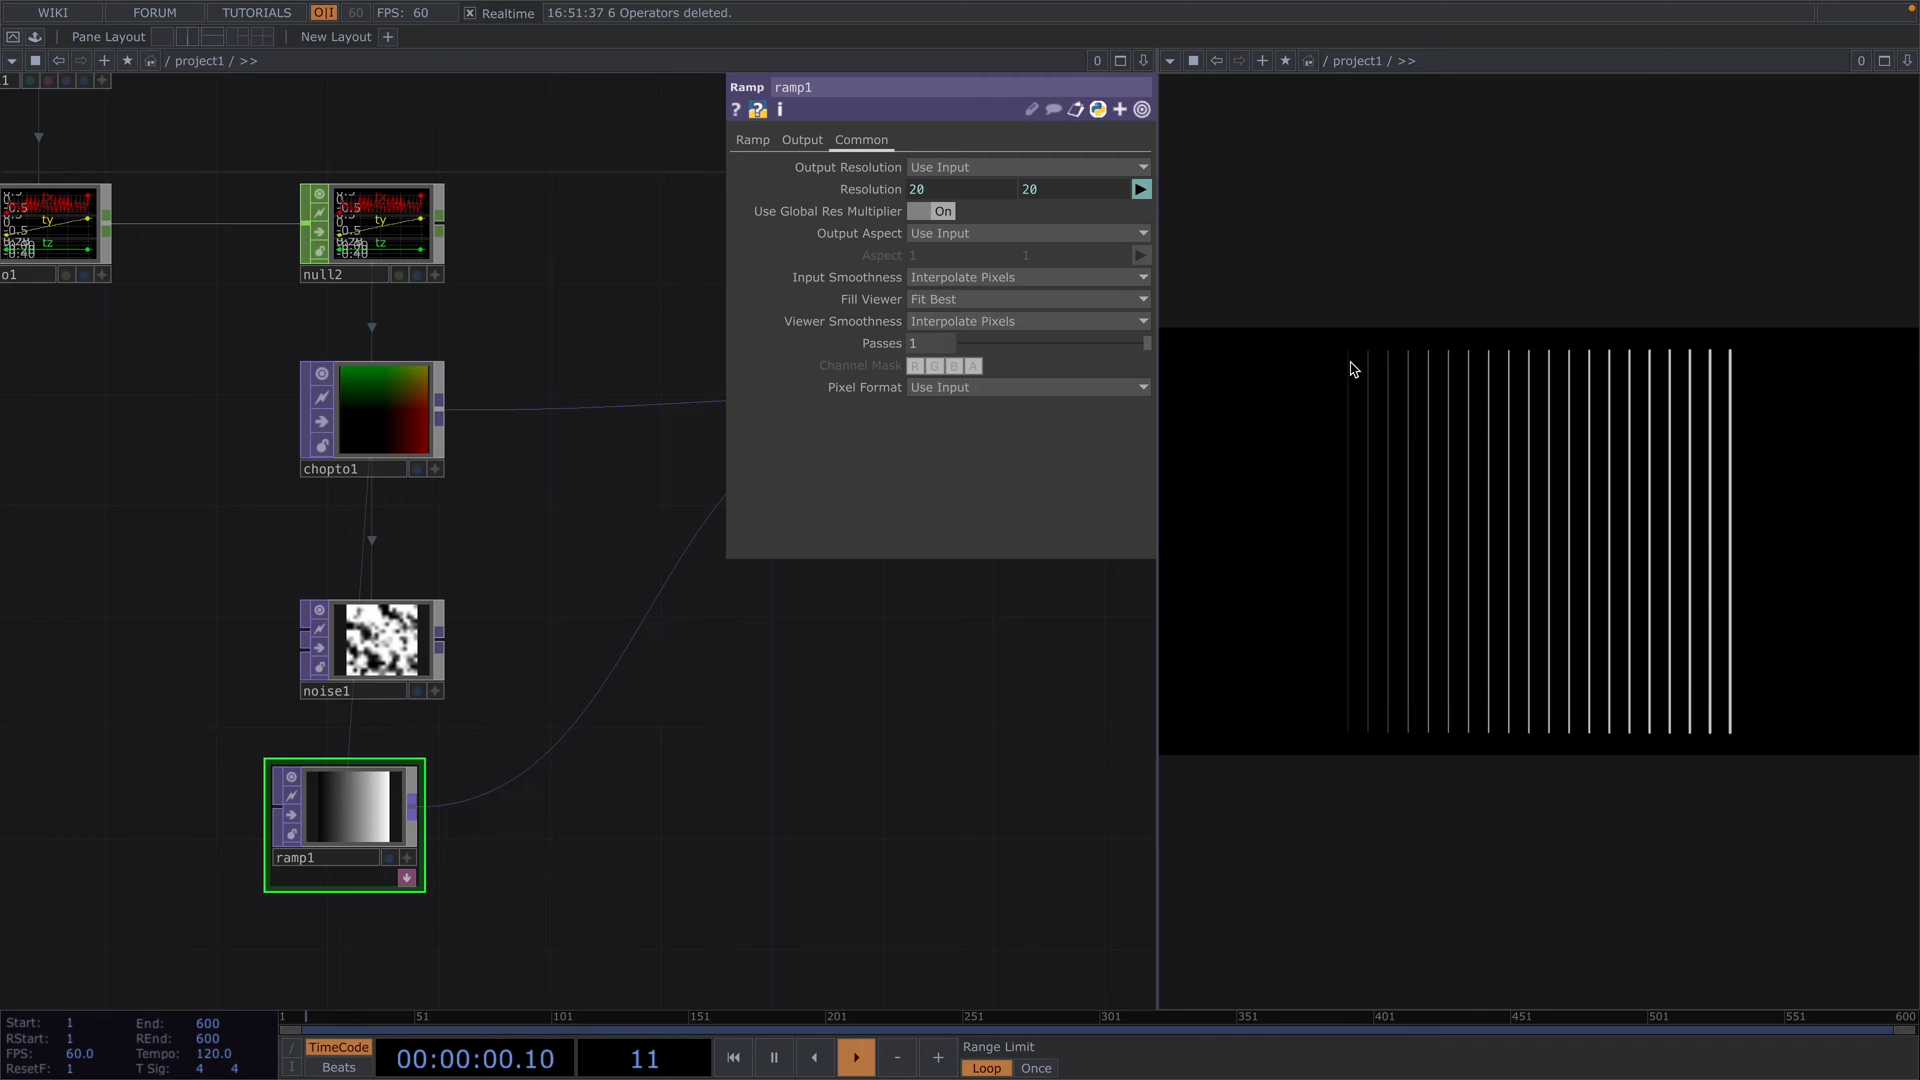 WIKI FORUM TUTORIALS O|I 60 FPS: 60 Realtime 16:51:37 6 Operators deleted.
Pane Layout New Layout +
/ project1 / >> 0 / project1 / >> 0
1
Ramp ramp1
? ? i
Ramp Output Common
Output Resolution Use Input
Resolution 20 20
Use Global Res Multiplier On
Output Aspect Use Input
Aspect 1 1
Input Smoothness Interpolate Pixels
Fill Viewer Fit Best
Viewer Smoothness Interpolate Pixels
Passes 1
Channel Mask R G B A
Pixel Format Use Input
ty ty
tz tz
o1 null2
chopto1
noise1
ramp1
1 51 101 151 201 251 301 351 401 451 501 551 600
Start: 1 End: 600
RStart: 1 REnd: 600
FPS: 60.0 Tempo: 120.0
ResetF: 1 T Sig: 4 4
TimeCode
Beats
00:00:00.10 11
Range Limit
Loop Once